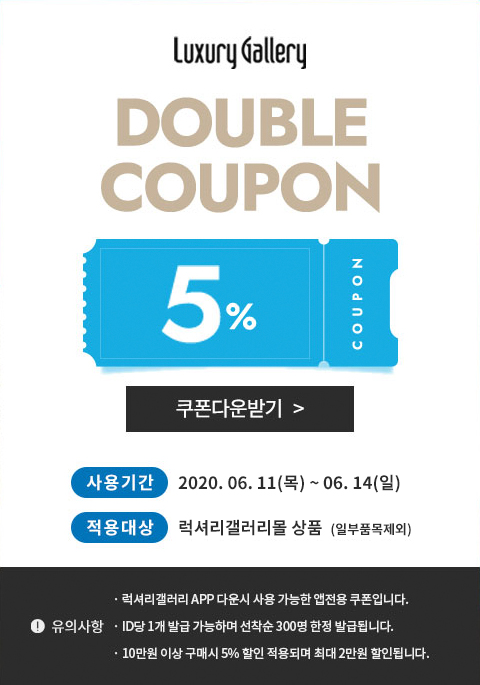 Luxury Gallery
DOUBLE
COUPON
5%
COUPON
쿠폰다운받기 >
사용기간 2020. 06. 11(목) ~ 06. 14(일)
적용대상 럭셔리갤러리몰 상품 (일부품목제외)
· 럭셔리갤러리 APP 다운시 사용 가능한 앱전용 쿠폰입니다.
! 유의사항 · ID당 1개 발급 가능하며 선착순 300명 한정 발급됩니다.
· 10만원 이상 구매시 5% 할인 적용되며 최대 2만원 할인됩니다.